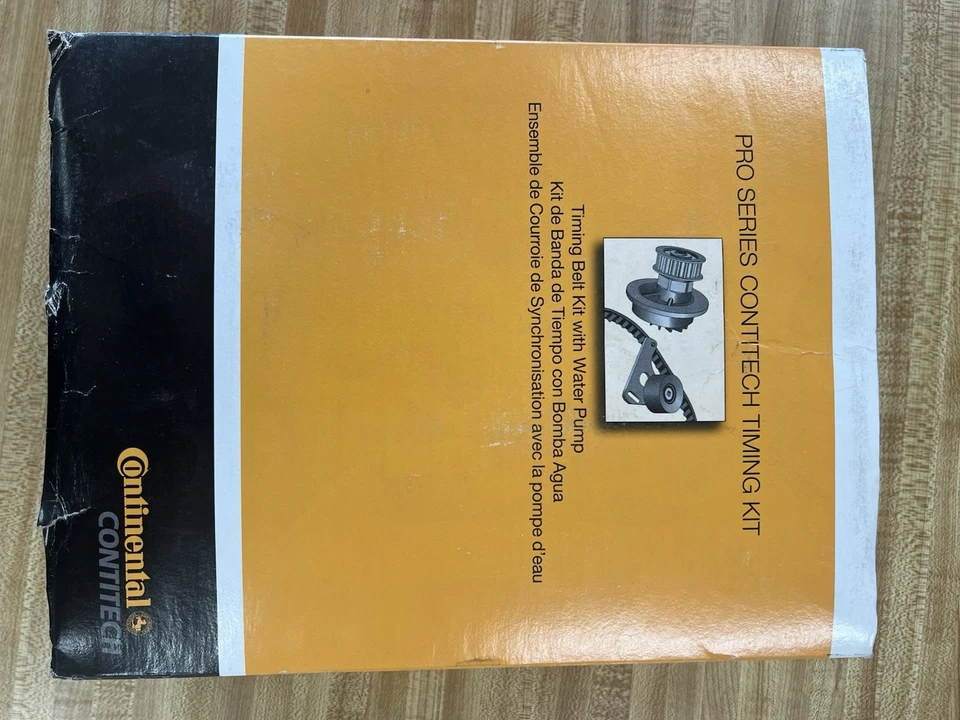 PRO SERIES CONTITECH TIMING KIT
Timing Belt Kit with Water Pump
Kit de Banda de Tiempo con Bomba Agua
Ensemble de Courroie de Synchronisation avec la pompe d'eau
Continental
CONTITECH